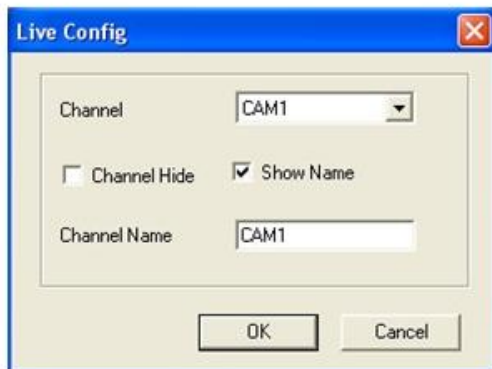 Live Config
Channel CAM1
Channel Hide Show Name
Channel Name CAM1
OK Cancel